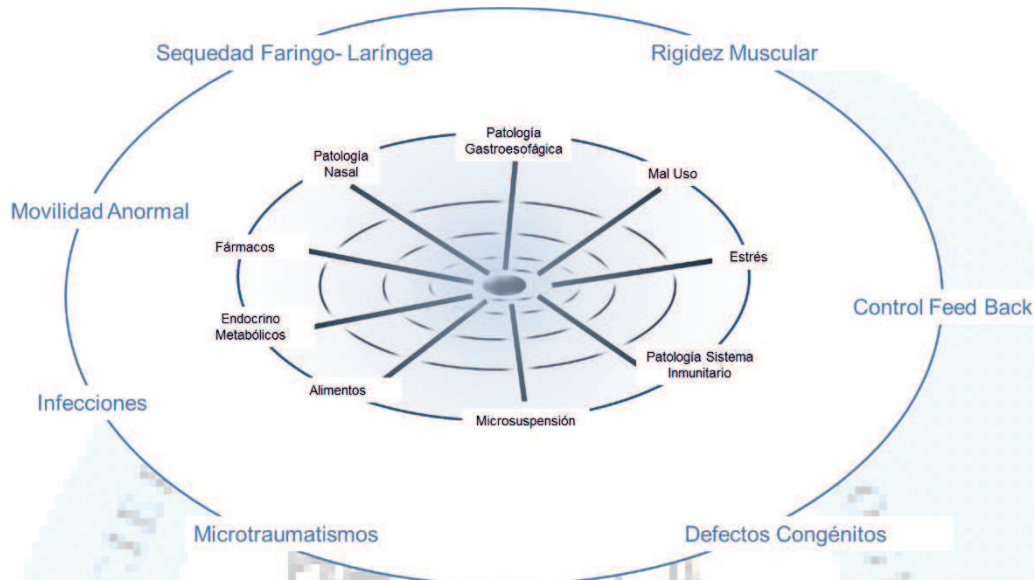 Sequedad Faringo- Laríngea
Rigidez Muscular
Patología
Gastroesofágica
Patología
Nasal
Mal Uso
Movilidad Anormal
Fármacos
Estrés
Control Feed Back
Endocrino
Metabólicos
Patología Sistema
Inmunitario
Alimentos
Infecciones
Microsuspensión
Microtraumatismos
Defectos Congénitos